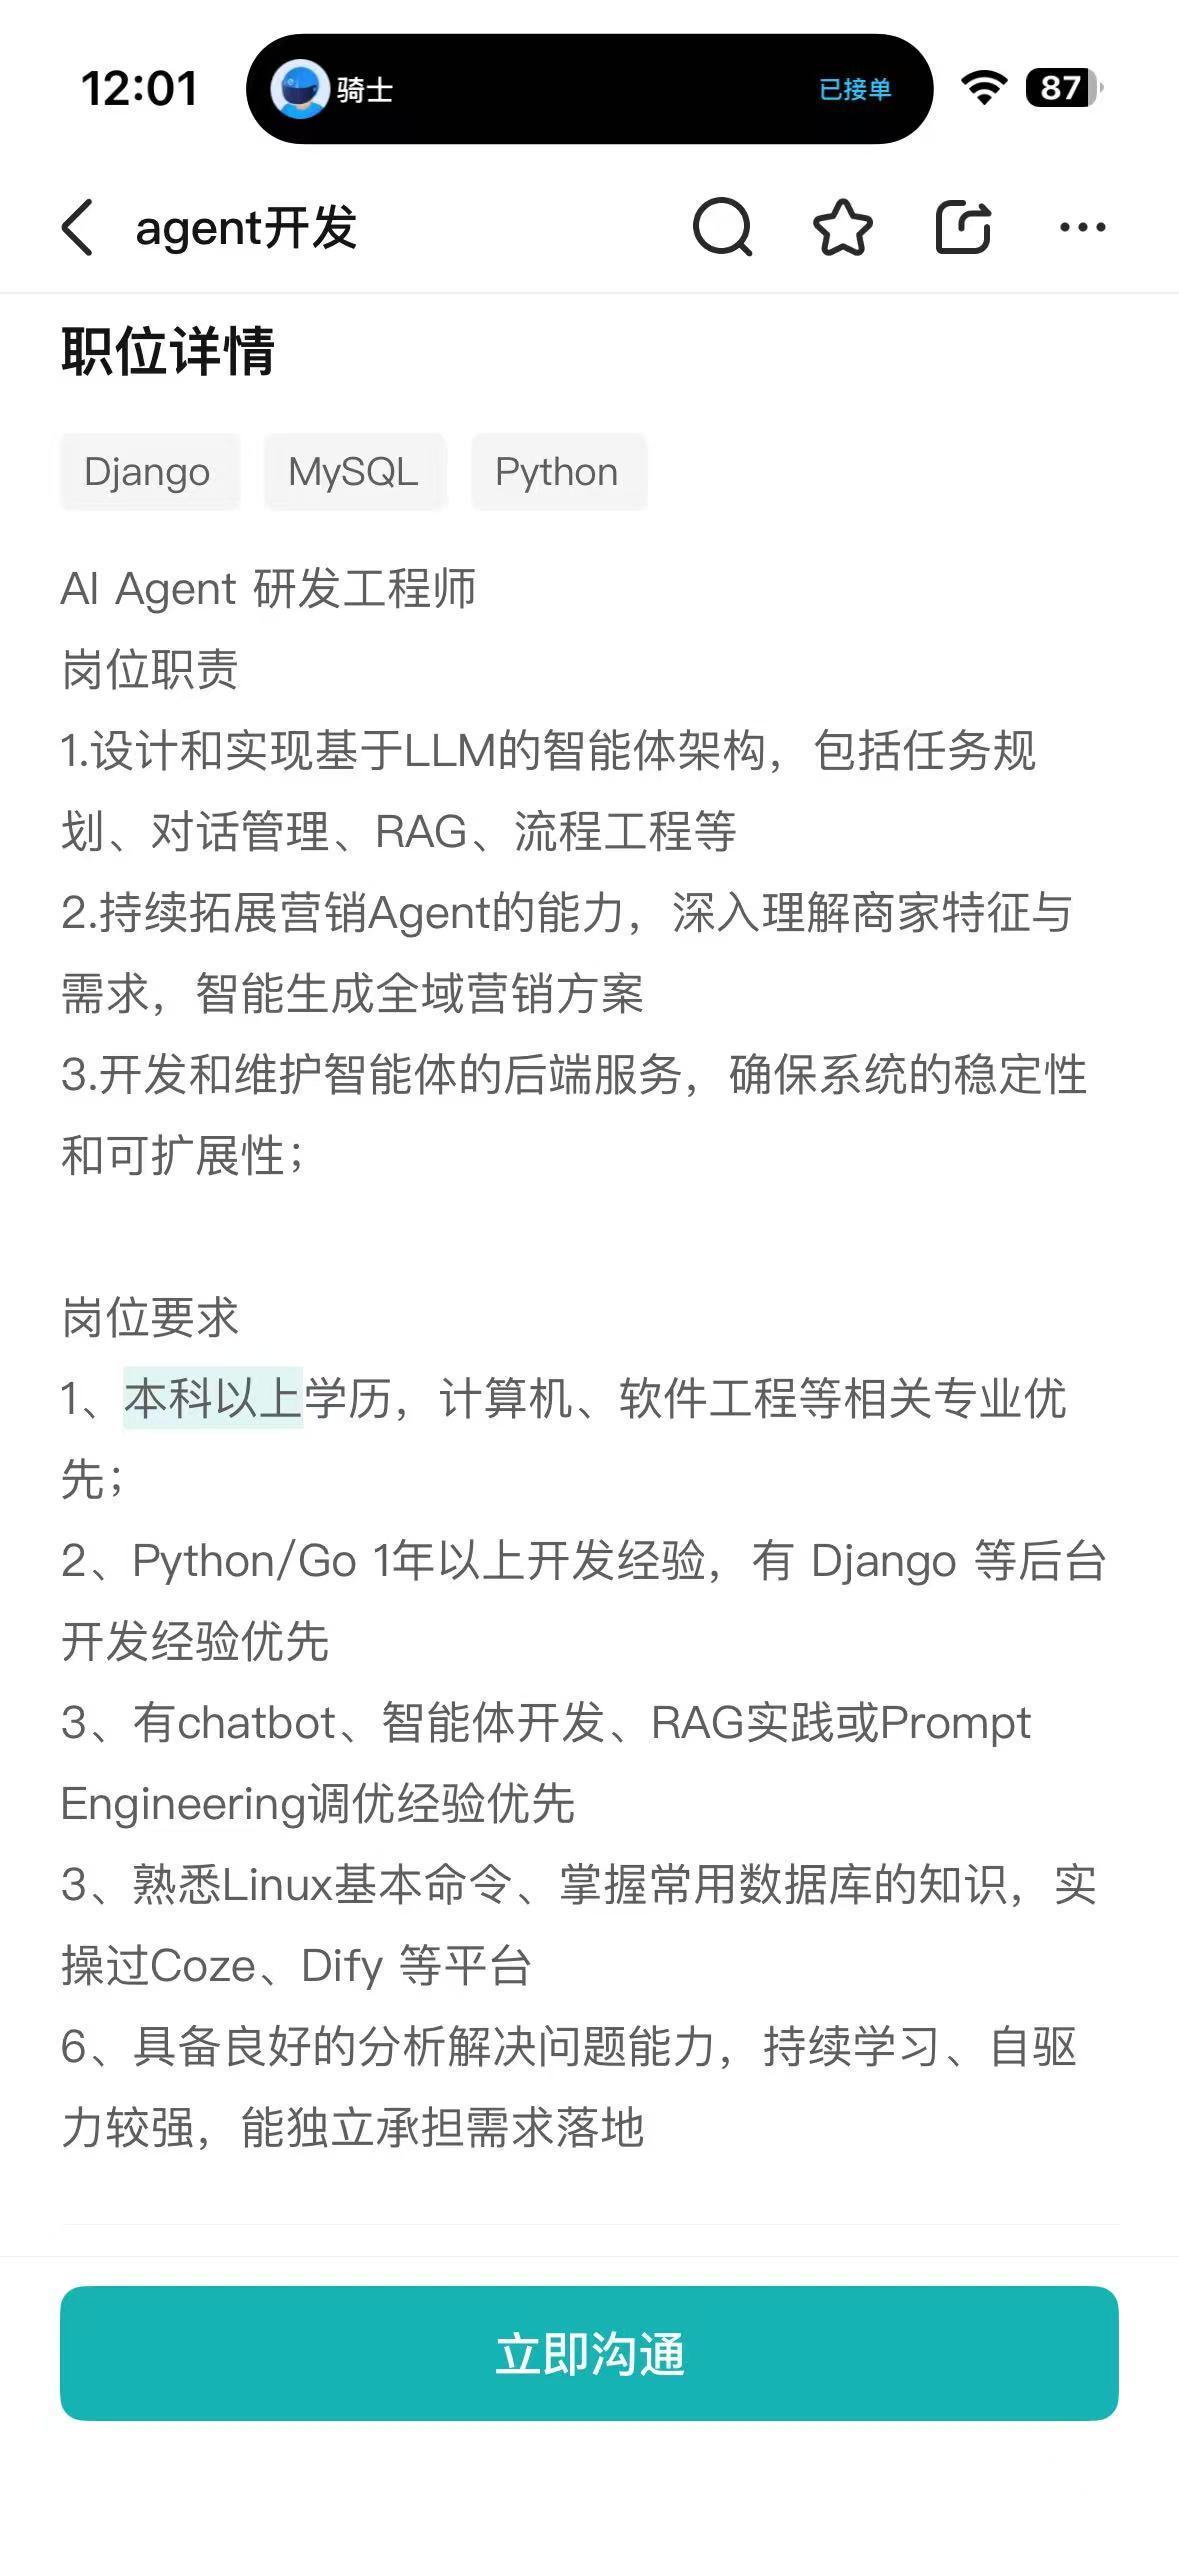 12:01
骑士
已接单
87
agent开发
职位详情
Django
MySQL
Python
AI Agent 研发工程师
岗位职责
1.设计和实现基于LLM的智能体架构，包括任务规
划、对话管理、RAG、流程工程等
2.持续拓展营销Agent的能力，深入理解商家特征与
需求，智能生成全域营销方案
3.开发和维护智能体的后端服务，确保系统的稳定性
和可扩展性；
岗位要求
1、本科以上学历，计算机、软件工程等相关专业优
先；
2、Python/Go 1年以上开发经验，有 Django 等后台
开发经验优先
3、有chatbot、智能体开发、RAG实践或Prompt
Engineering调优经验优先
3、熟悉Linux基本命令、掌握常用数据库的知识，实
操过Coze、Dify 等平台
6、具备良好的分析解决问题能力，持续学习、自驱
力较强，能独立承担需求落地
立即沟通